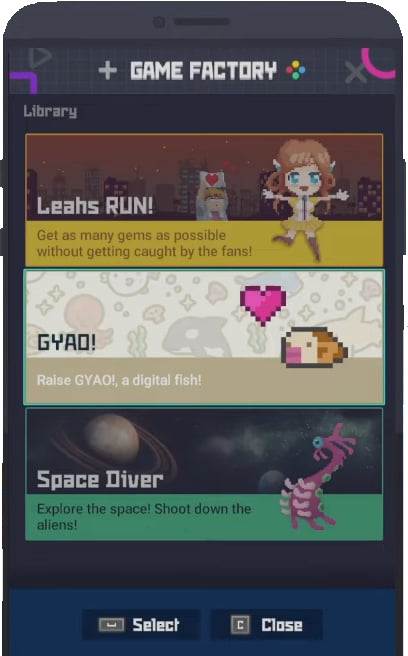 GAME FACTORY
Library
Leahs RUN!
Get as many gems as possible
without getting caught by the fans!
GYAO!
Raise GYAO!, a digital fish!
Space Diver
Explore the space! Shoot down the
aliens!
Select
C Close